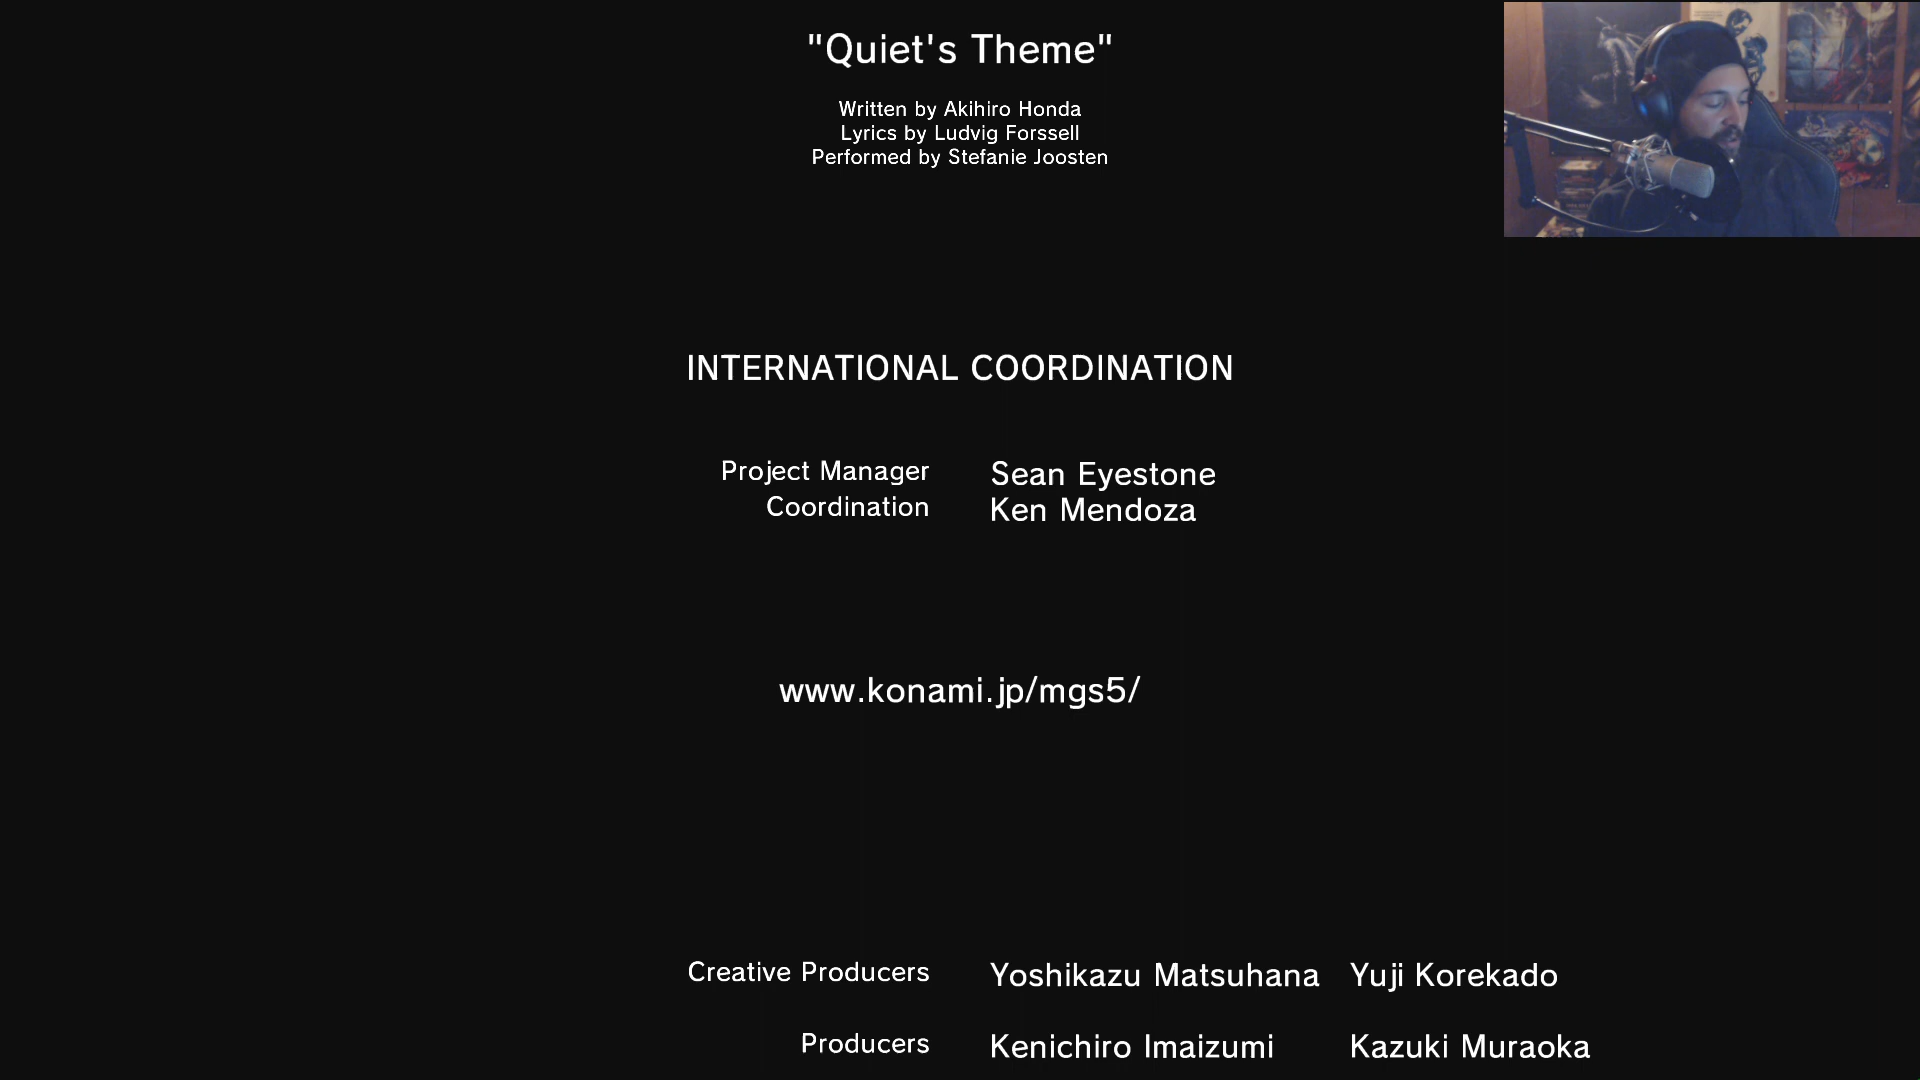 "Quiet's Theme"
Written by Akihiro Honda
Lyrics by Ludvig Forssell
Performed by Stefanie Joosten
INTERNATIONAL COORDINATION
Project Manager Sean Eyestone
Coordination Ken Mendoza
www.konami.jp/mgs5/
Creative Producers Yoshikazu Matsuhana Yuji Korekado
Producers Kenichiro Imaizumi Kazuki Muraoka